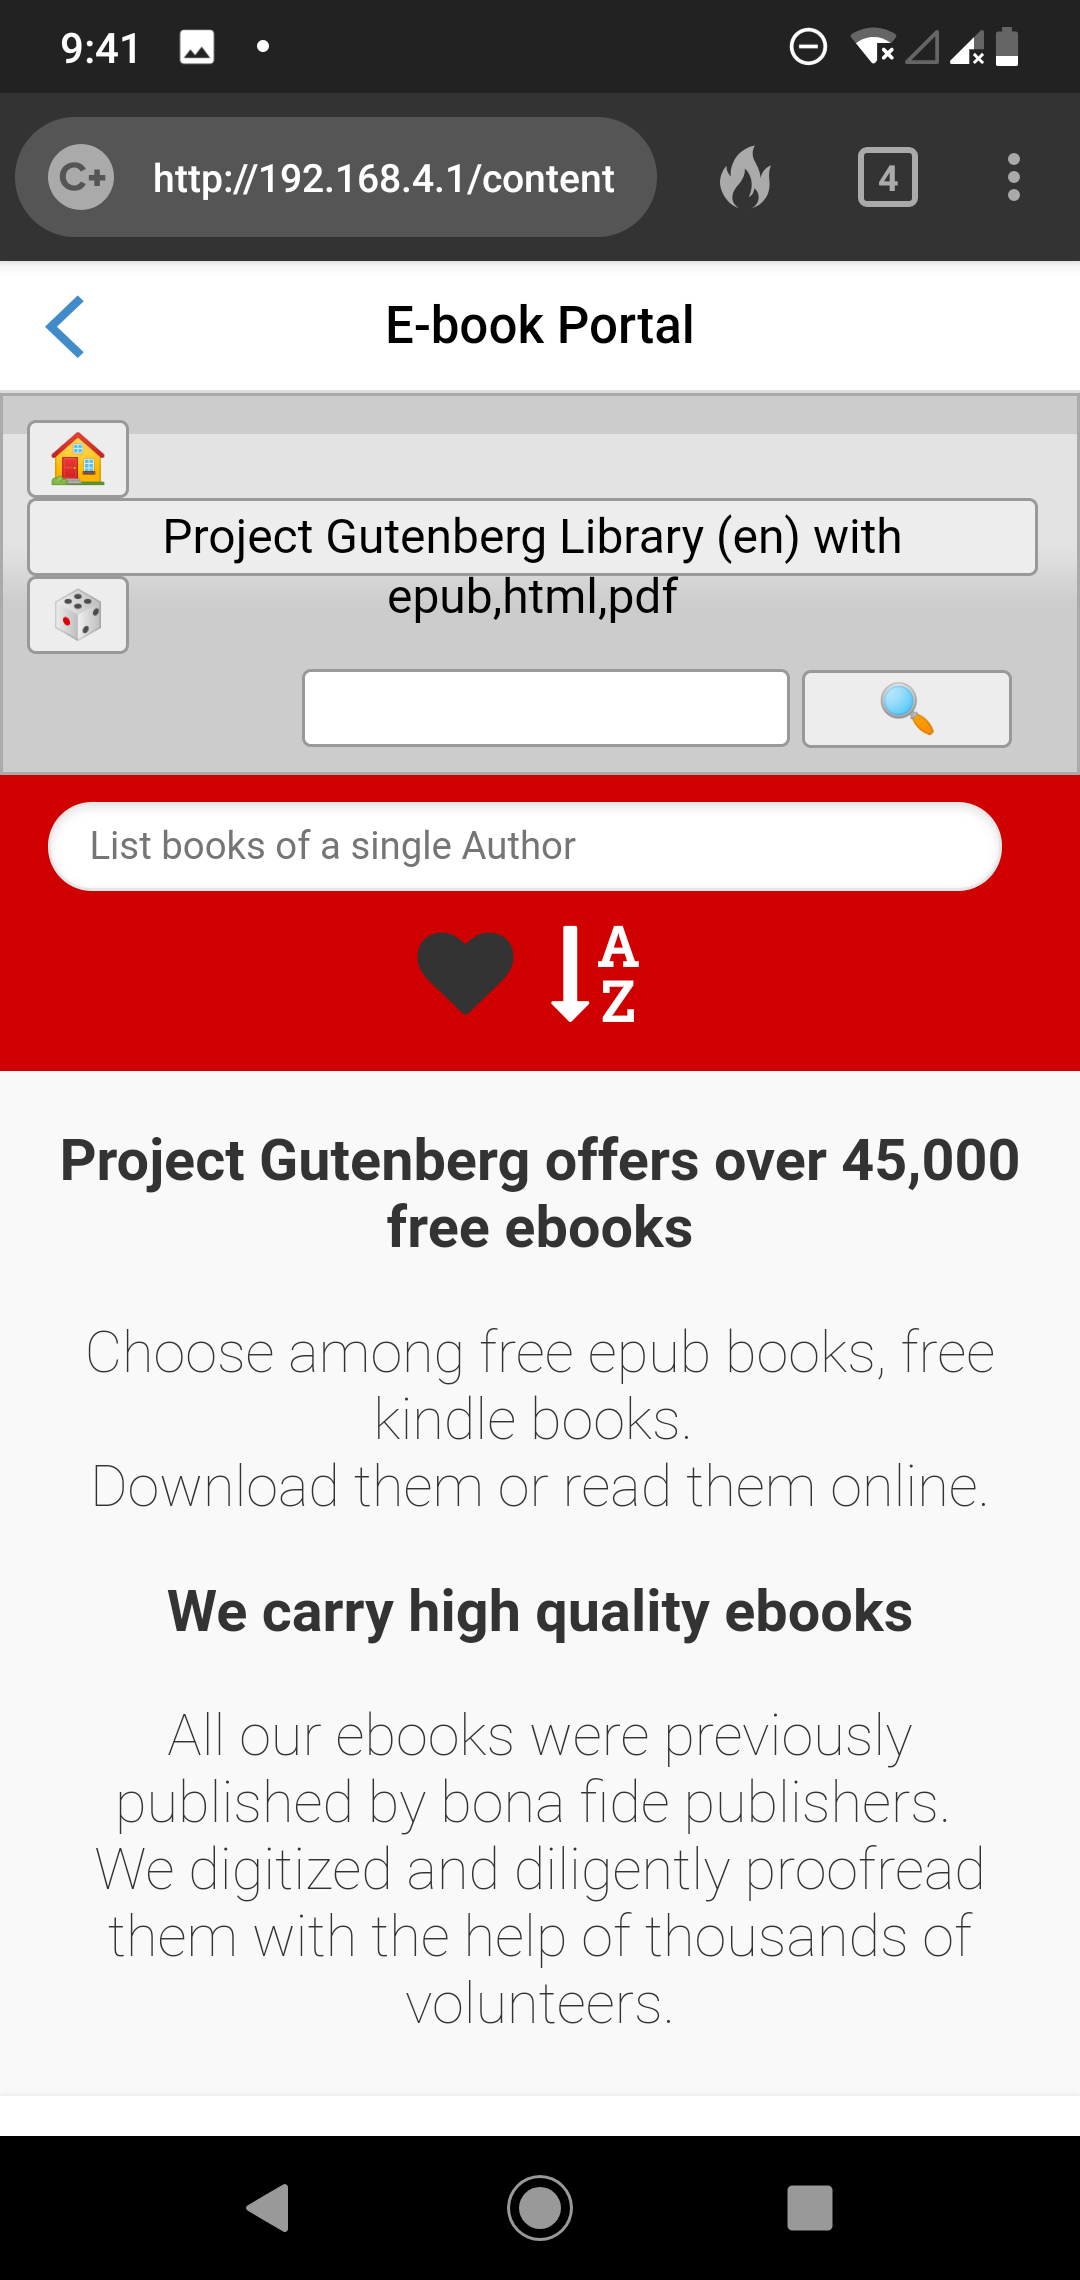 9:41
C+ http://192.168.4.1/content 4
E-book Portal
Project Gutenberg Library (en) with
epub,html,pdf
List books of a single Author
A
Z
Project Gutenberg offers over 45,000
free ebooks
Choose among free epub books, free
kindle books.
Download them or read them online.
We carry high quality ebooks
All our ebooks were previously
published by bona fide publishers.
We digitized and diligently proofread
them with the help of thousands of
volunteers.